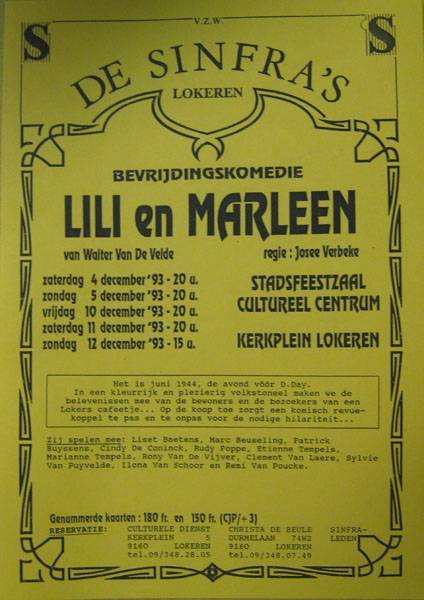 V.Z.W.
S S
DE SINFRA'S
LOKEREN
BEVRIJDINGSKOMEDIE
LILI en MARLEEN
van Walter Van De Velde regie : Josee Verbeke
zaterdag 4 december '93 - 20 u.
zondag 5 december '93 - 20 u.
vrijdag 10 december '93 - 20 u.
zaterdag 11 december '93 - 20 u.
zondag 12 december '93 - 15 u.
STADSFEESTZAAL
CULTUREEL CENTRUM
KERKPLEIN LOKEREN
Het is juni 1944, de avond vóór D.Day.
In een kleurrijk en plezierig volkstoneel maken we de
belevenissen mee van de bewoners en de bezoekers van een
Lokers cafeetje... Op de koop toe zorgt een komisch revue-
koppel te pas en te onpas voor de nodige hilariteit...
Zij spelen mee: Liset Baetens, Marc Beuseling, Patrick
Buyssens, Cindy De Coninck, Rudy Poppe, Etienne Tempels,
Marianne Tempels, Rony Van De Vijver, Clement Van Laere, Sylvie
Van Puyvelde, Ilona Van Schoor en Remi Van Poucke.
Genummerde kaarten : 180 fr. en 150 fr. (CJP/+3)
RESERVATIE: CULTURELE DIENST CHRISTA DE BEULE SINFRA-
KERKPLEIN 5 DURMELAAN 74W2 LEDEN
9160 LOKEREN 9160 LOKEREN
tel.09/348.28.05 tel.09/348.07.49